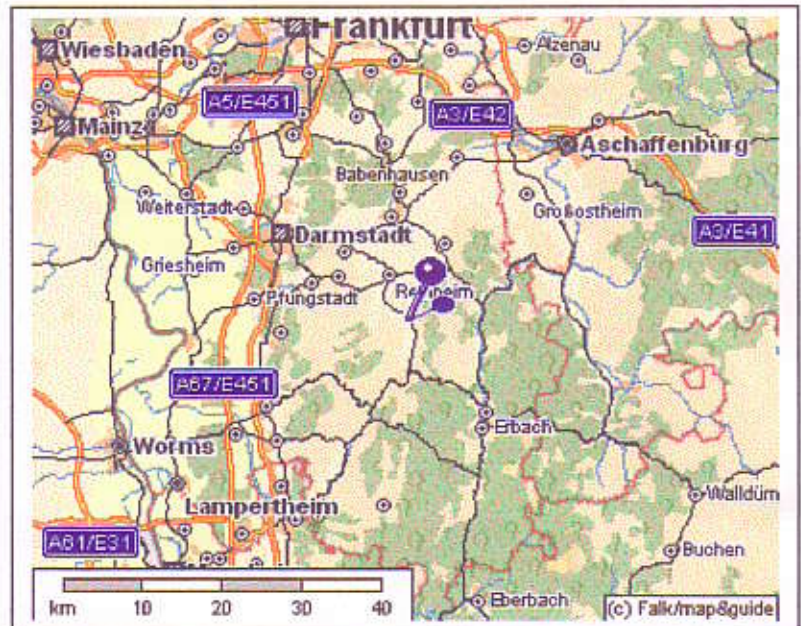 Frankfurt
Wiesbaden
Alzenau
A5/E451
A3/E42
Mainz
Aschaffenburg
Babenhausen
Weiterstadt
Großostheim
Darmstadt
A3/E41
Griesheim
Pfungstadt
A67/E451
Erbach
Worms
Walldürn
Lampertheim
A61/E31
Buchen
Eberbach
km 10 20 30 40
(c) Falk/map&guide